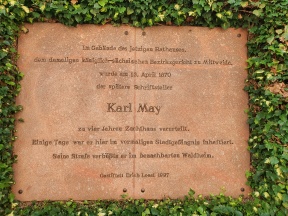 Im Gebäude des jetzigen Rathauses,
dem damaligen königlich-sächsischen Bezirksgericht zu Mittweida,
wurde am 13. April 1870
der spätere Schriftsteller
Karl May
zu vier Jahren Zuchthaus verurteilt.
Einige Tage war er hier im vormaligen Stadtgefängnis inhaftiert.
Seine Strafe verbüßte er im benachbarten Waldheim.
Gestiftet Erich Loest 1997